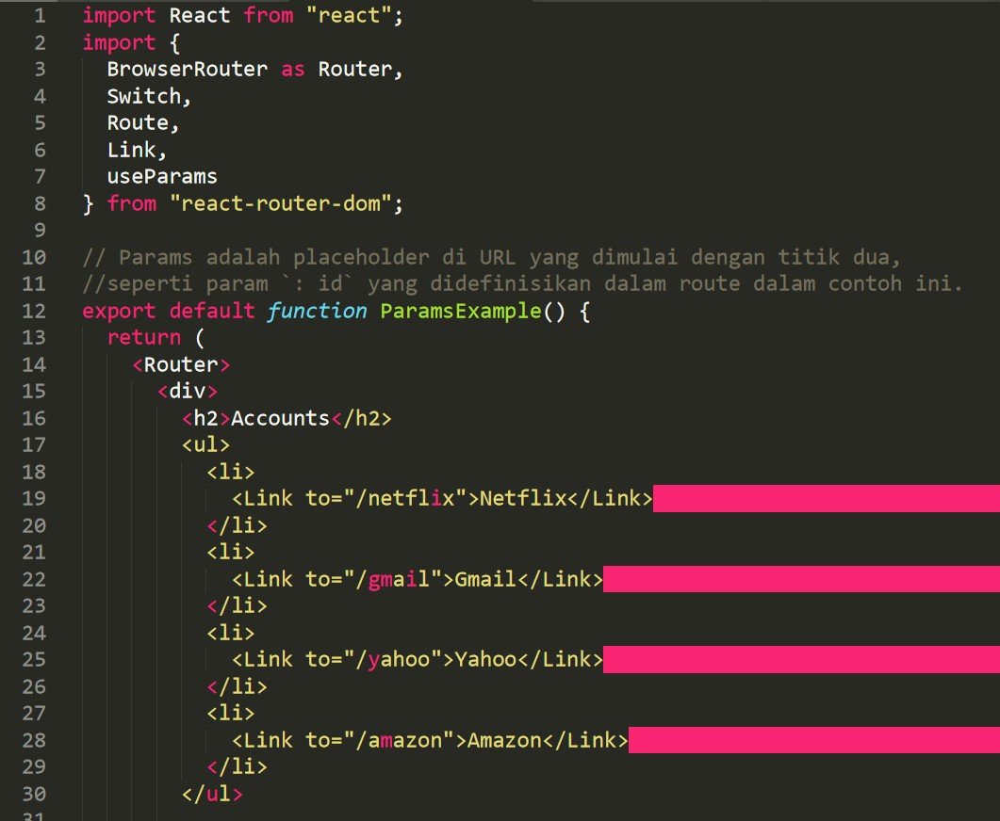 1 import React from "react";
2 import {
3 BrowserRouter as Router,
4 Switch,
5 Route,
6 Link,
7 useParams
8 } from "react-router-dom";
9
10 // Params adalah placeholder di URL yang dimulai dengan titik dua,
11 //seperti param `: id` yang didefinisikan dalam route dalam contoh ini.
12 export default function ParamsExample() {
13 return (
14 <Router>
15 <div>
16 <h2>Accounts</h2>
17 <ul>
18 <li>
19 <Link to="/netflix">Netflix</Link>
20 </li>
21 <li>
22 <Link to="/gmail">Gmail</Link>
23 </li>
24 <li>
25 <Link to="/yahoo">Yahoo</Link>
26 </li>
27 <li>
28 <Link to="/amazon">Amazon</Link>
29 </li>
30 </ul>
31